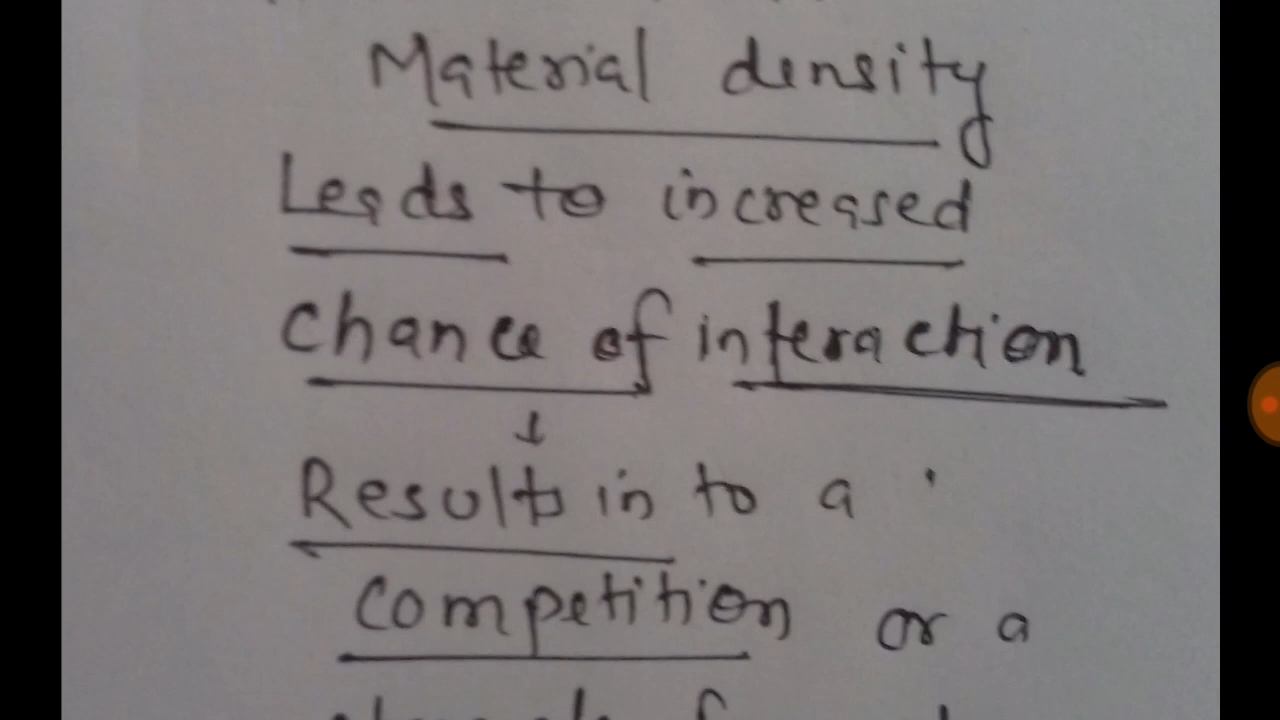 Material density
Leads to increased
chance of interaction
Results in to a
competition or a